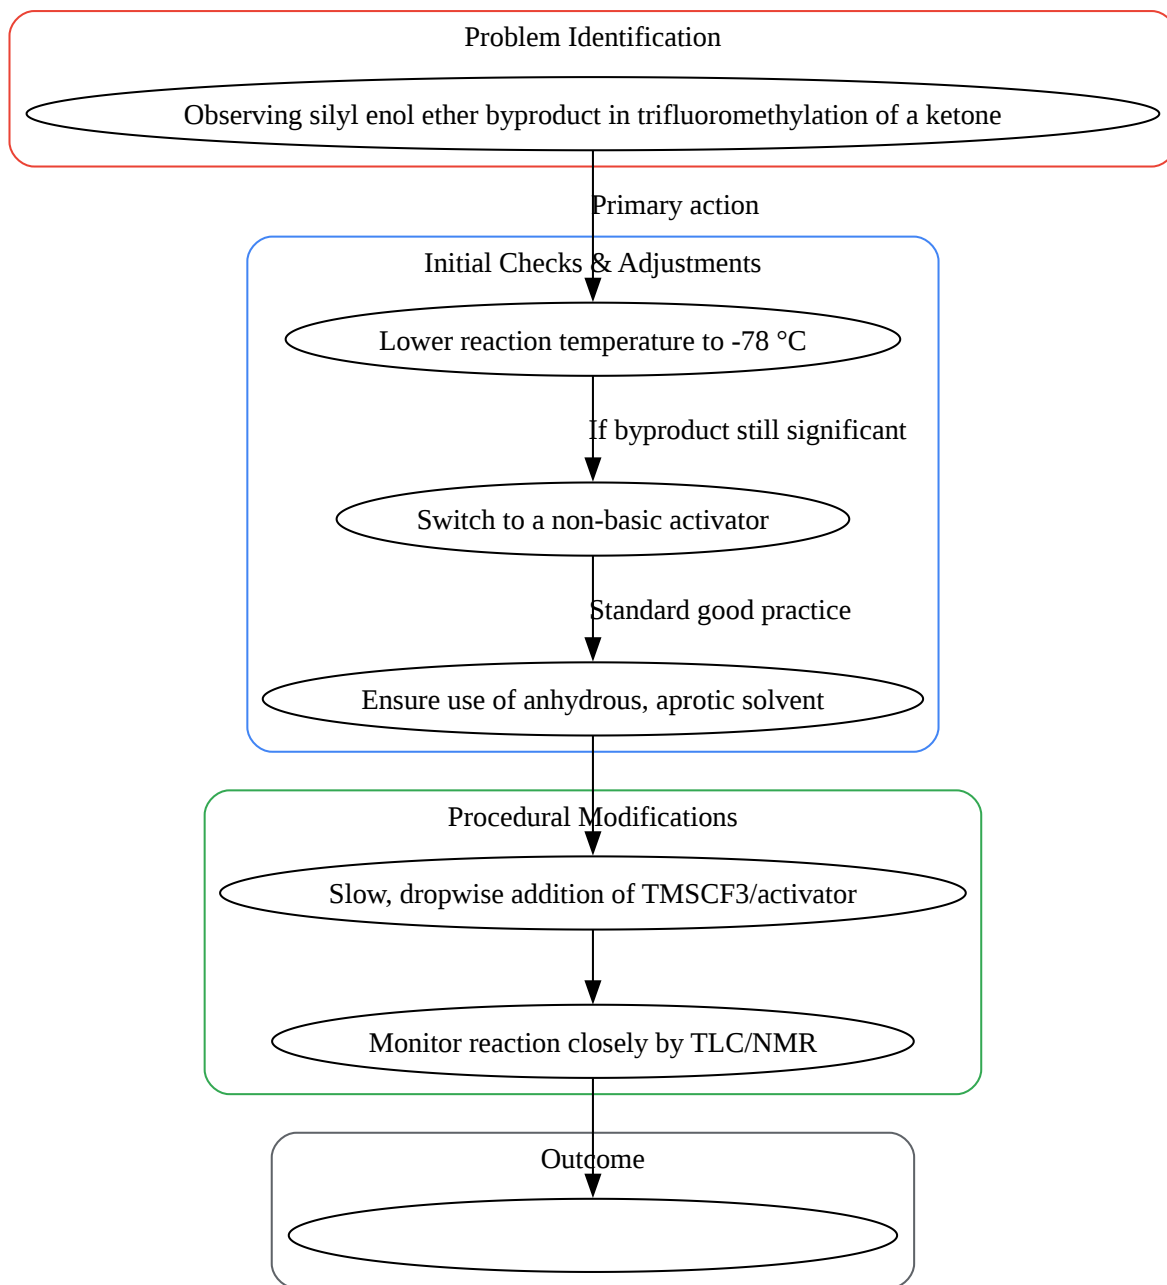 Problem Identification
Observing silyl enol ether byproduct in trifluoromethylation of a ketone
Primary action
Initial Checks & Adjustments
Lower reaction temperature to -78 °C
If byproduct still significant
Switch to a non-basic activator
Standard good practice
Ensure use of anhydrous, aprotic solvent
Procedural Modifications
Slow, dropwise addition of TMSCF3/activator
Monitor reaction closely by TLC/NMR
Outcome